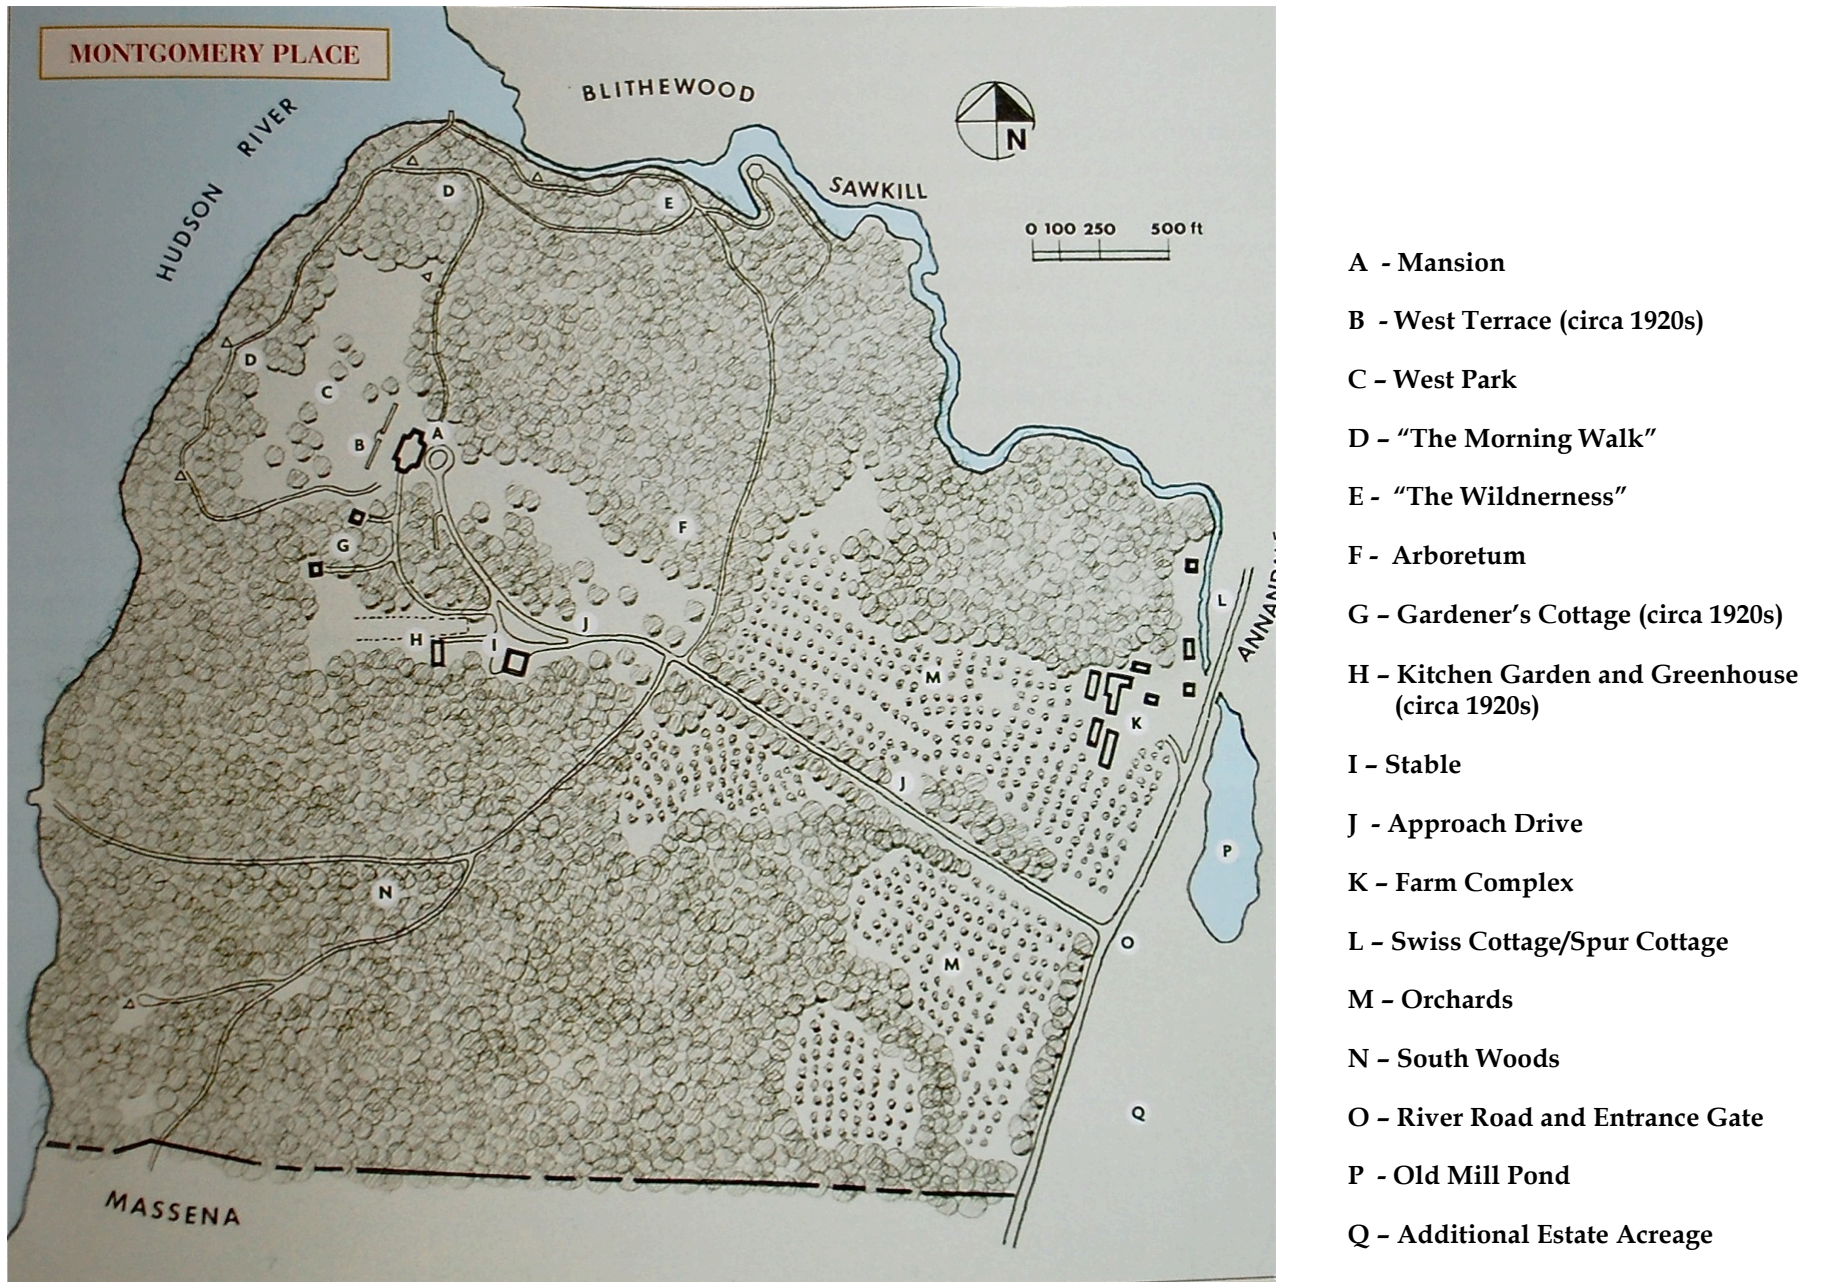 MONTGOMERY PLACE
BLITHEWOOD
HUDSON RIVER
N
SAWKILL
0 100 250 500 ft
D
E
D
C
A
B
F
G
L
J
H
I
M
K
J
P
N
O
M
Q
MASSENA
A - Mansion
B - West Terrace (circa 1920s)
C – West Park
D – “The Morning Walk”
E - “The Wildnerness”
F - Arboretum
G – Gardener’s Cottage (circa 1920s)
H – Kitchen Garden and Greenhouse
(circa 1920s)
I – Stable
J - Approach Drive
K – Farm Complex
L – Swiss Cottage/Spur Cottage
M – Orchards
N – South Woods
O – River Road and Entrance Gate
P - Old Mill Pond
Q – Additional Estate Acreage